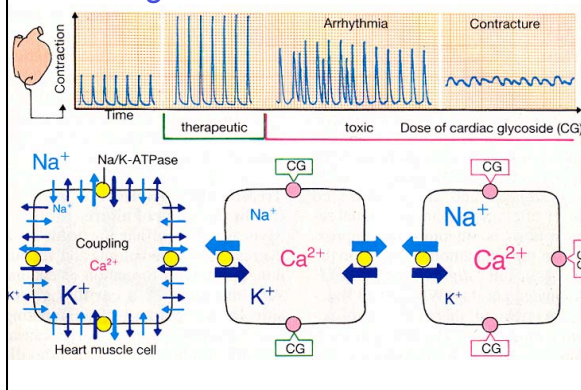 Arrhythmia
Contracture
Contraction
Time
therapeutic
toxic
Dose of cardiac glycoside (CG)
Na+
Na/K-ATPase
Na+
Coupling
Ca2+
K+
K+
Heart muscle cell
CG
Na+
Ca2+
K+
CG
CG
Na+
Ca2+
K+
CG